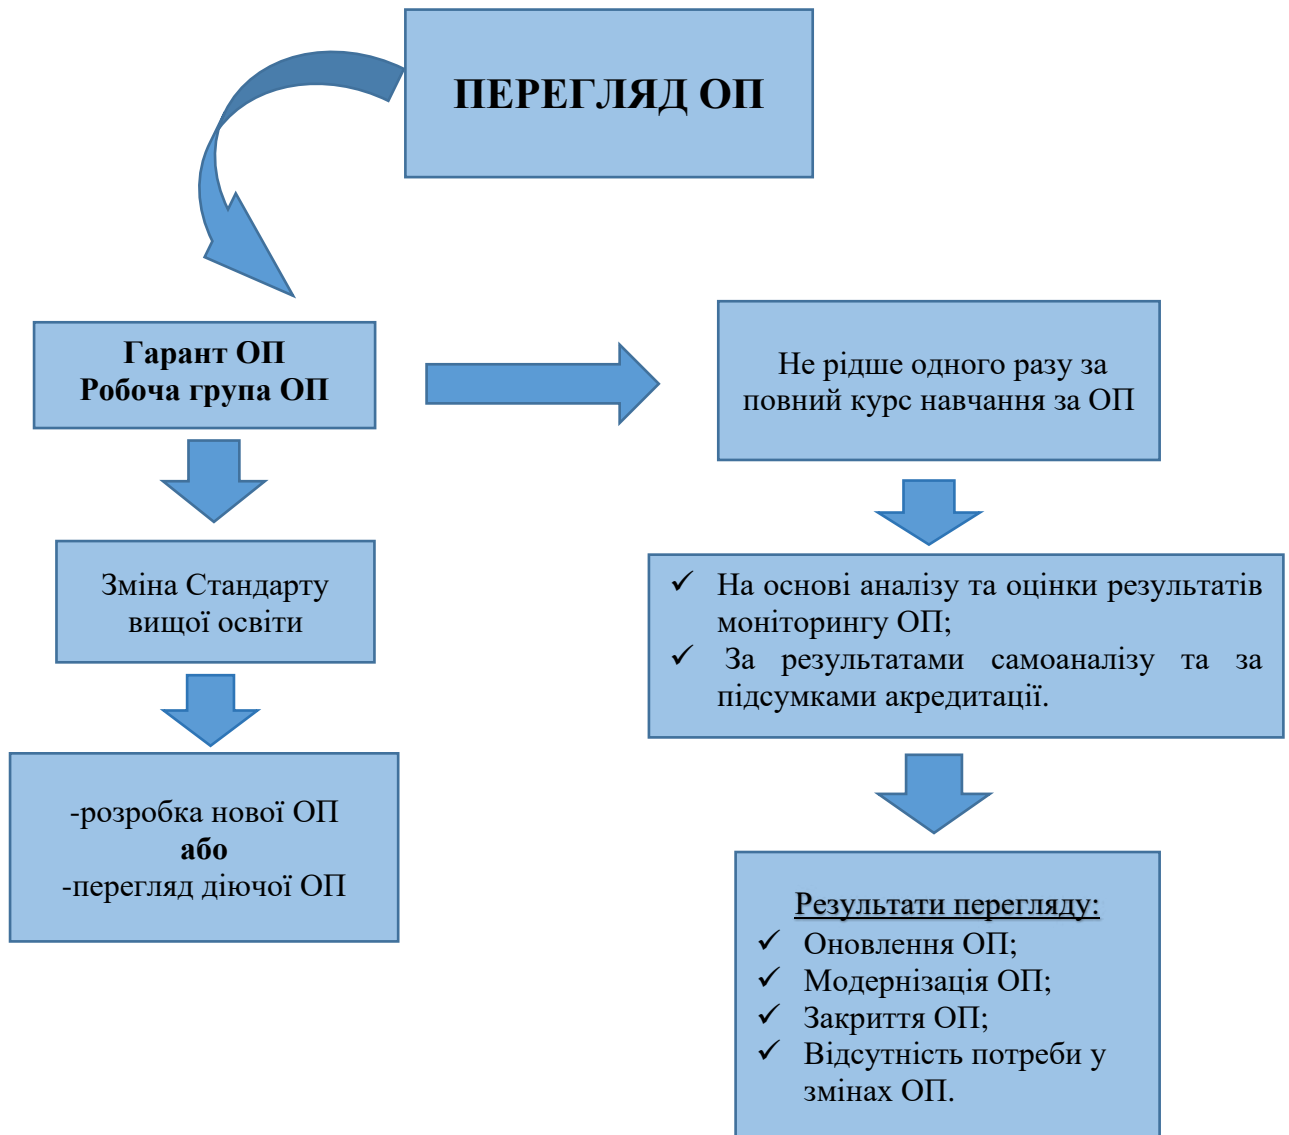 ПЕРЕГЛЯД ОП
Гарант ОП
Робоча група ОП
Не рідше одного разу за
повний курс навчання за ОП
Зміна Стандарту
вищої освіти
✓ На основі аналізу та оцінки результатів
моніторингу ОП;
✓ За результатами самоаналізу та за
підсумками акредитації.
-розробка нової ОП
або
-перегляд діючої ОП
Результати перегляду:
✓ Оновлення ОП;
✓ Модернізація ОП;
✓ Закриття ОП;
✓ Відсутність потреби у
змінах ОП.